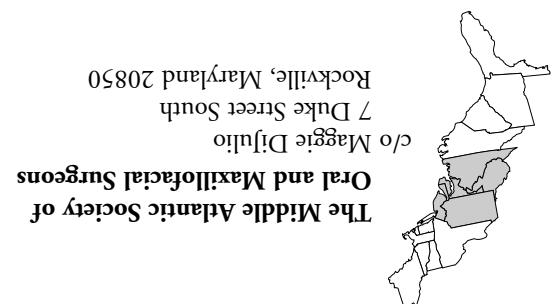 The Middle Atlantic Society of
Oral and Maxillofacial Surgeons
c/o Maggie DiJulio
7 Duke Street South
Rockville, Maryland 20850